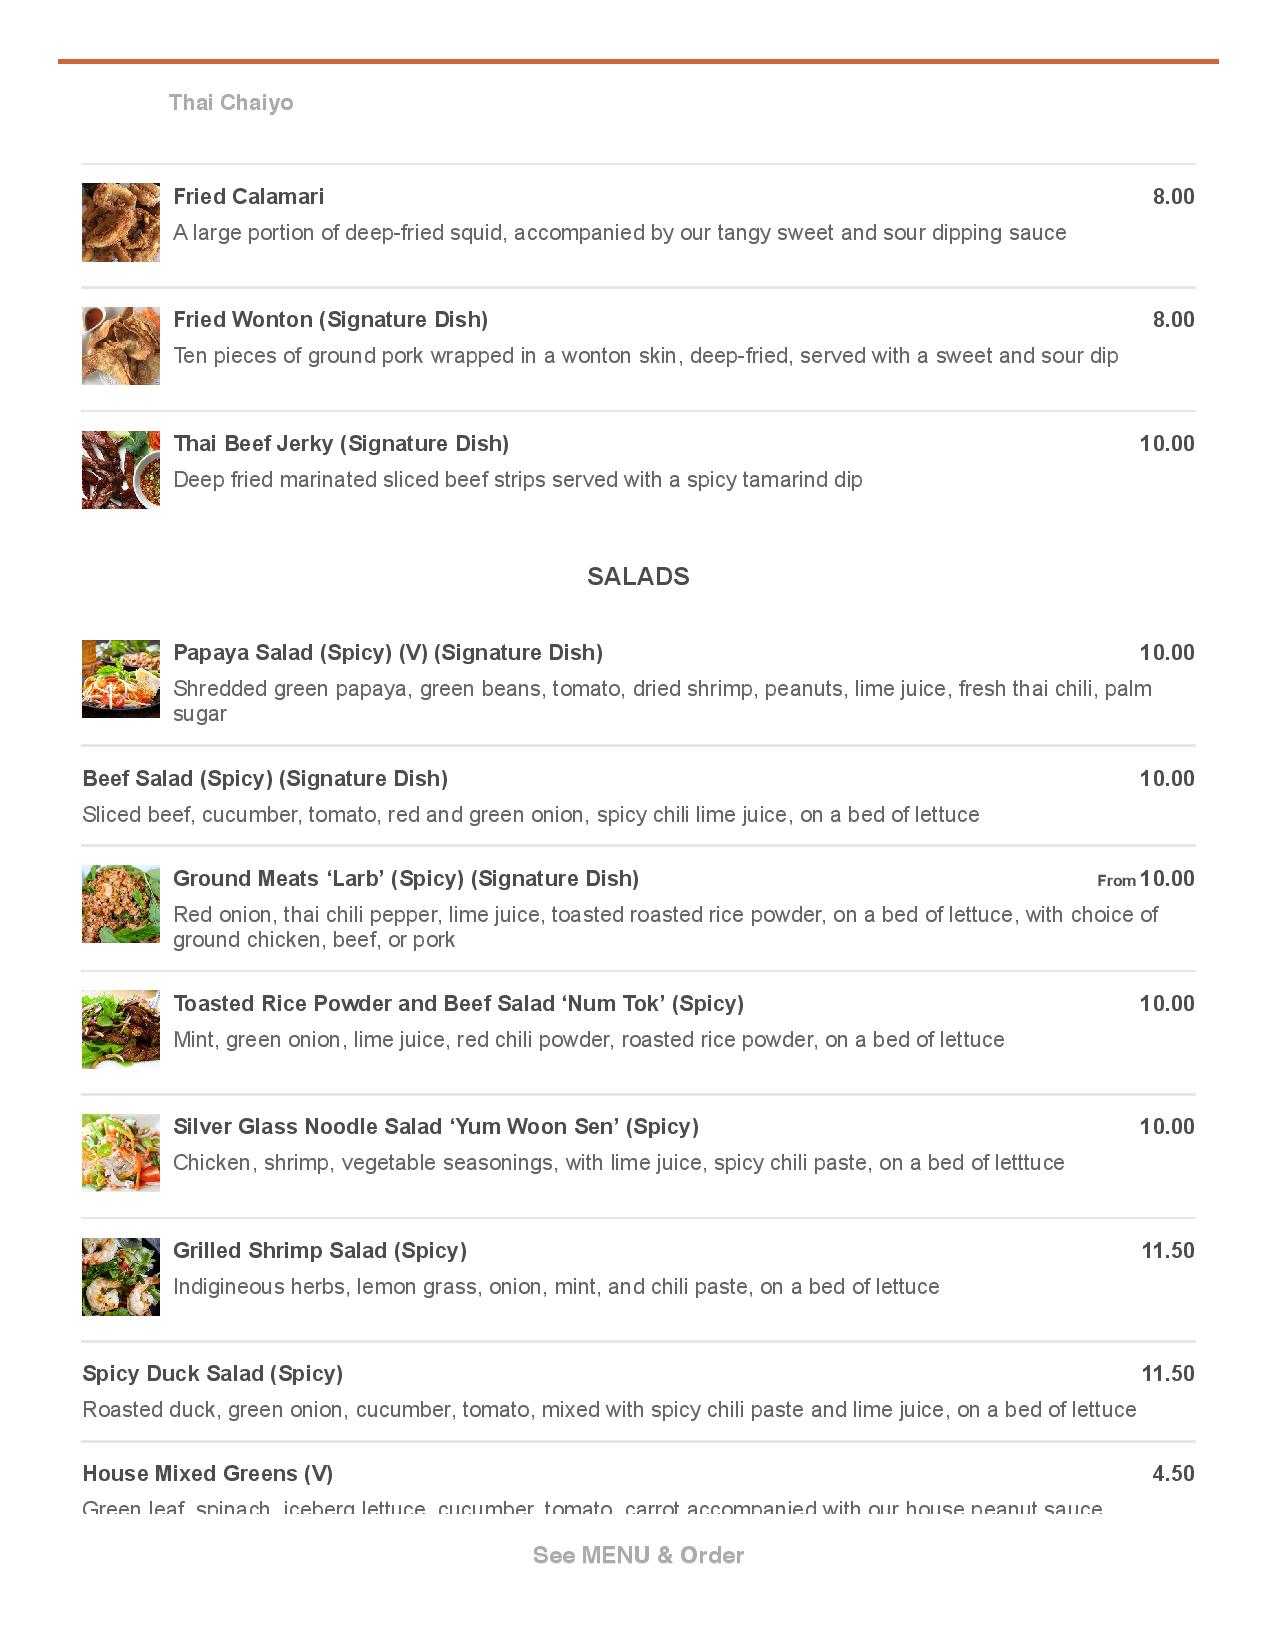 Thai Chaiyo
Fried Calamari 8.00
A large portion of deep-fried squid, accompanied by our tangy sweet and sour dipping sauce
Fried Wonton (Signature Dish) 8.00
Ten pieces of ground pork wrapped in a wonton skin, deep-fried, served with a sweet and sour dip
Thai Beef Jerky (Signature Dish) 10.00
Deep fried marinated sliced beef strips served with a spicy tamarind dip
SALADS
Papaya Salad (Spicy) (V) (Signature Dish) 10.00
Shredded green papaya, green beans, tomato, dried shrimp, peanuts, lime juice, fresh thai chili, palm
sugar
Beef Salad (Spicy) (Signature Dish) 10.00
Sliced beef, cucumber, tomato, red and green onion, spicy chili lime juice, on a bed of lettuce
Ground Meats ‘Larb’ (Spicy) (Signature Dish) From 10.00
Red onion, thai chili pepper, lime juice, toasted roasted rice powder, on a bed of lettuce, with choice of
ground chicken, beef, or pork
Toasted Rice Powder and Beef Salad ‘Num Tok’ (Spicy) 10.00
Mint, green onion, lime juice, red chili powder, roasted rice powder, on a bed of lettuce
Silver Glass Noodle Salad ‘Yum Woon Sen’ (Spicy) 10.00
Chicken, shrimp, vegetable seasonings, with lime juice, spicy chili paste, on a bed of letttuce
Grilled Shrimp Salad (Spicy) 11.50
Indigineous herbs, lemon grass, onion, mint, and chili paste, on a bed of lettuce
Spicy Duck Salad (Spicy) 11.50
Roasted duck, green onion, cucumber, tomato, mixed with spicy chili paste and lime juice, on a bed of lettuce
House Mixed Greens (V) 4.50
Green leaf, spinach, iceberg lettuce, cucumber, tomato, carrot accompanied with our house peanut sauce
See MENU & Order